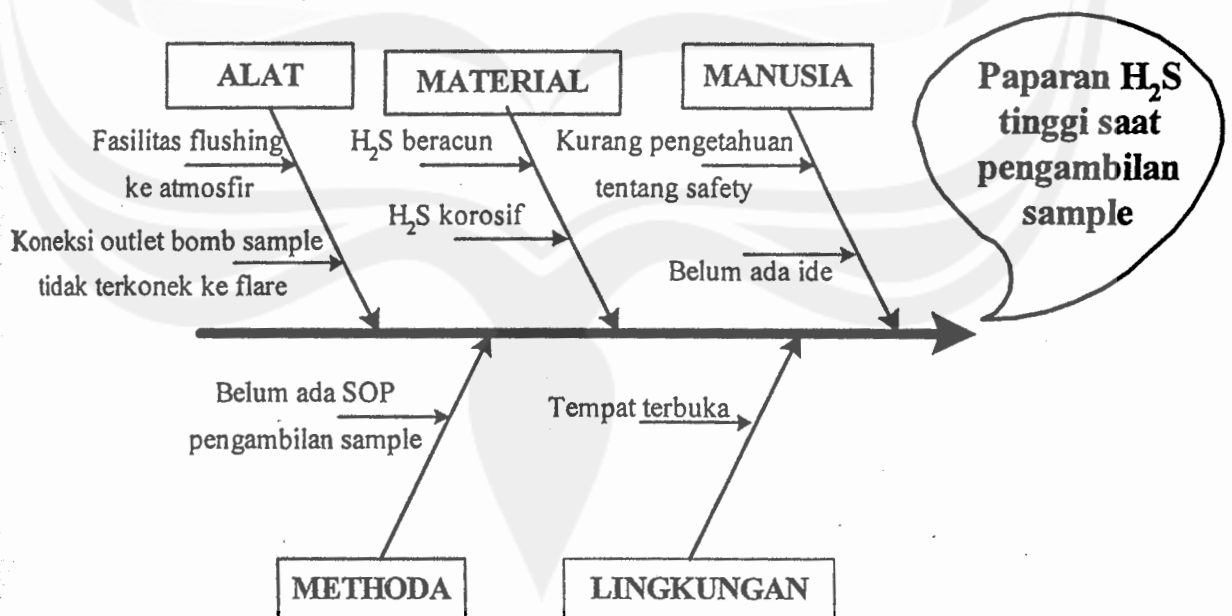 ALAT
MATERIAL
MANUSIA
Paparan H₂S
tinggi saat
pengambilan
sample
Fasilitas flushing
ke atmosfir
Koneksi outlet bomb sample
tidak terkonek ke flare
H₂S beracun
H₂S korosif
Kurang pengetahuan
tentang safety
Belum ada ide
Belum ada SOP
pengambilan sample
Tempat terbuka
METHODA
LINGKUNGAN